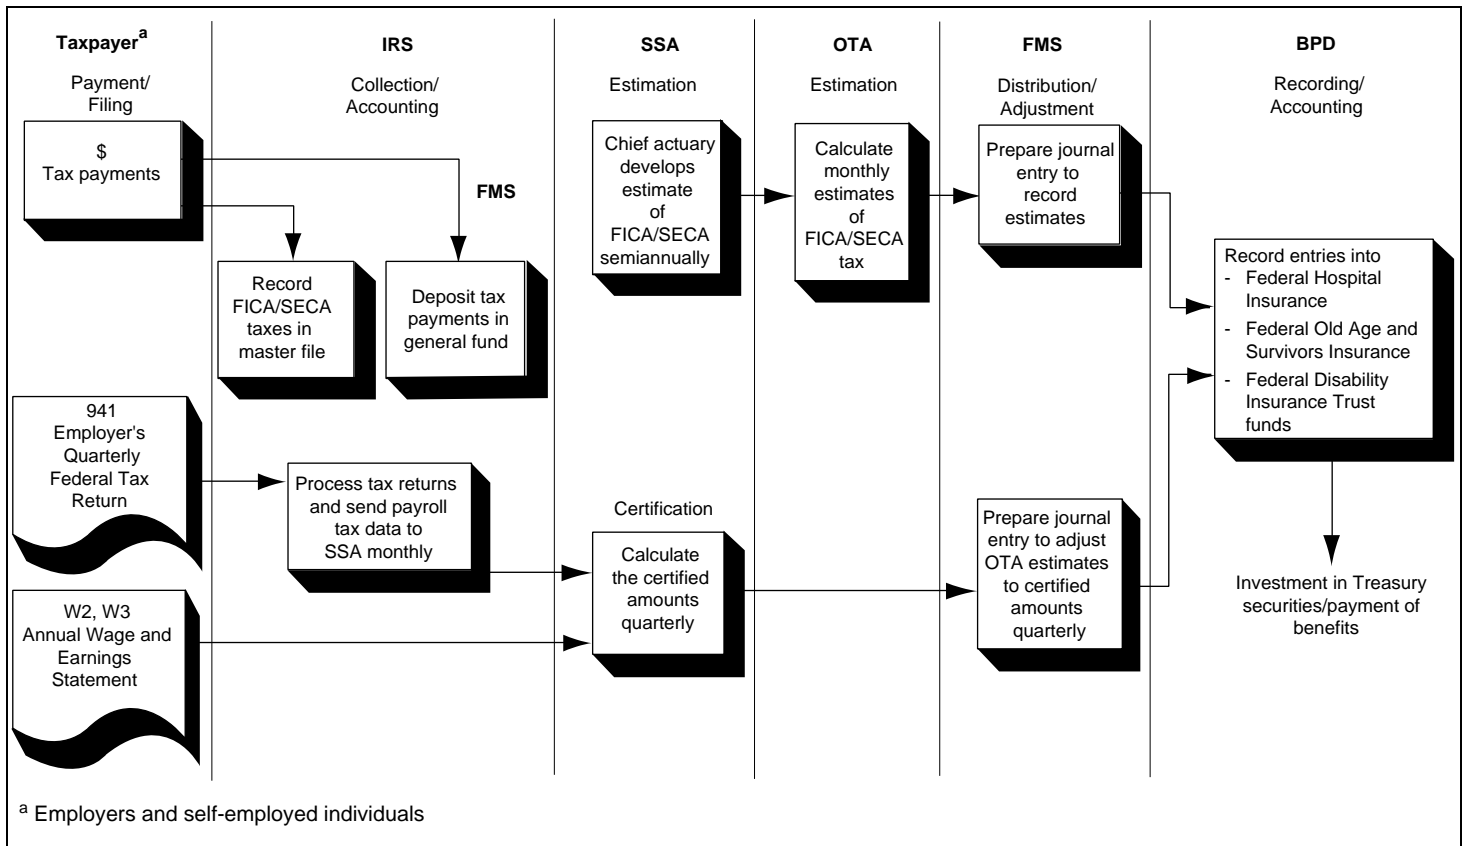 Taxpayer^a
Payment/
Filing
$
Tax payments
941
Employer's
Quarterly
Federal Tax
Return
W2, W3
Annual Wage and
Earnings
Statement
IRS
Collection/
Accounting
FMS
Record
FICA/SECA
taxes in
master file
Deposit tax
payments in
general fund
Process tax returns
and send payroll
tax data to
SSA monthly
SSA
Estimation
Chief actuary
develops
estimate
of
FICA/SECA
semiannually
Certification
Calculate
the certified
amounts
quarterly
OTA
Estimation
Calculate
monthly
estimates
of
FICA/SECA
tax
FMS
Distribution/
Adjustment
Prepare journal
entry to
record
estimates
Prepare journal
entry to adjust
OTA estimates
to certified
amounts
quarterly
BPD
Recording/
Accounting
Record entries into
- Federal Hospital
Insurance
- Federal Old Age and
Survivors Insurance
- Federal Disability
Insurance Trust
funds
Investment in Treasury
securities/payment of
benefits
^a Employers and self-employed individuals